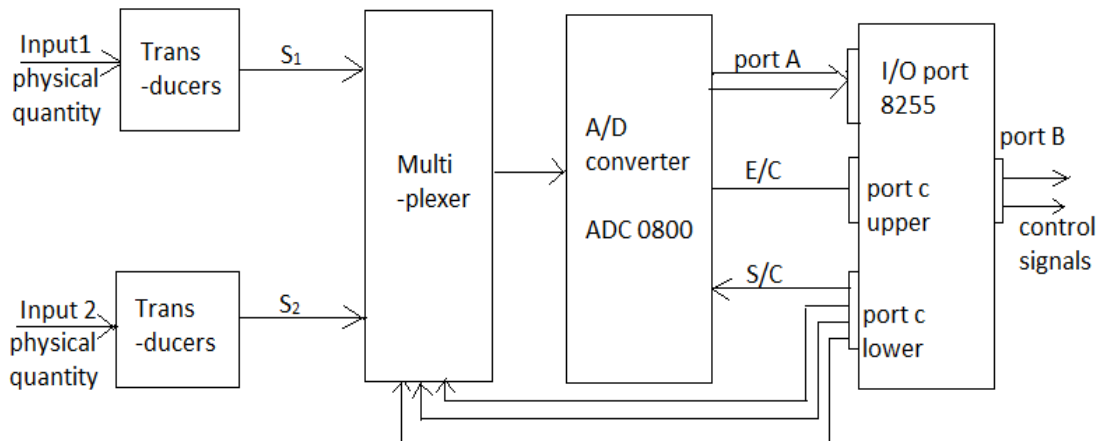 Input1
physical
quantity
Trans
-ducers
S₁
Input 2
physical
quantity
Trans
-ducers
S₂
Multi
-plexer
A/D
converter
ADC 0800
port A
E/C
S/C
I/O port
8255
port c
upper
port c
lower
port B
control
signals